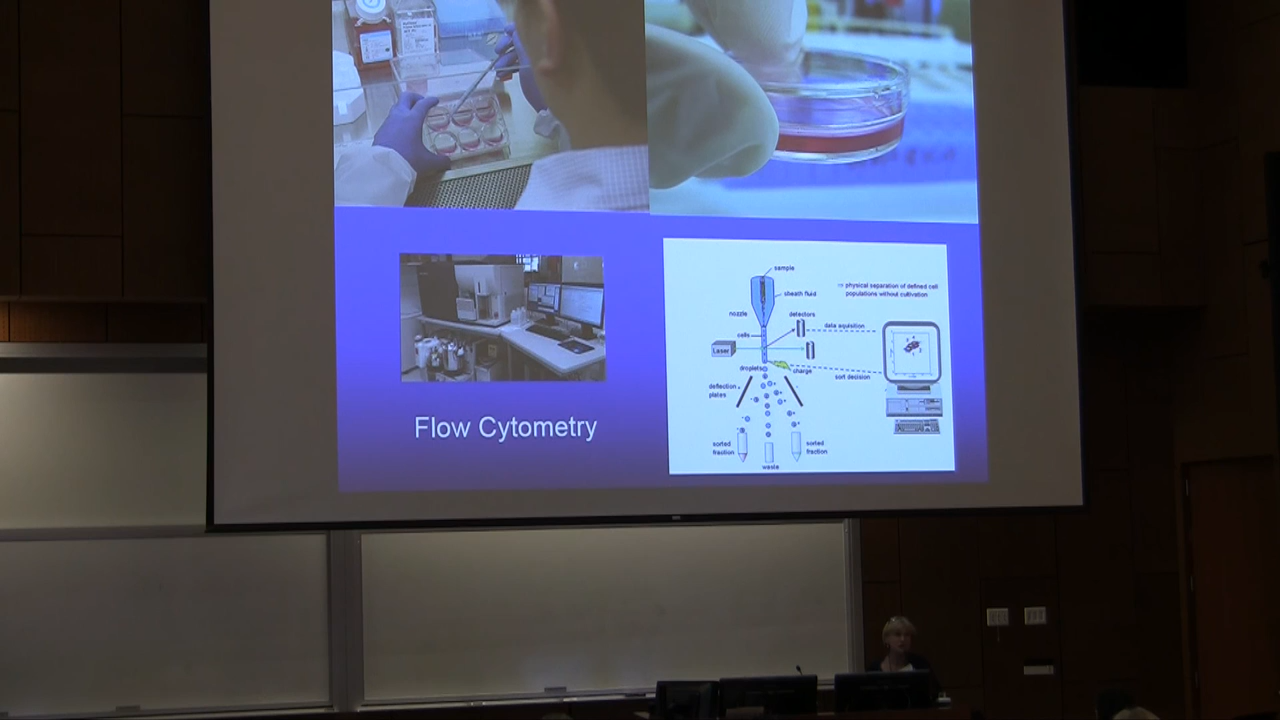 sample
sheath fluid
⇨ physical separation of defined cell
populations without cultivation
nozzle
detectors
cells
data aquisition
Laser
droplets
charge
sort decision
deflection
plates
Flow Cytometry
sorted
fraction
sorted
fraction
waste